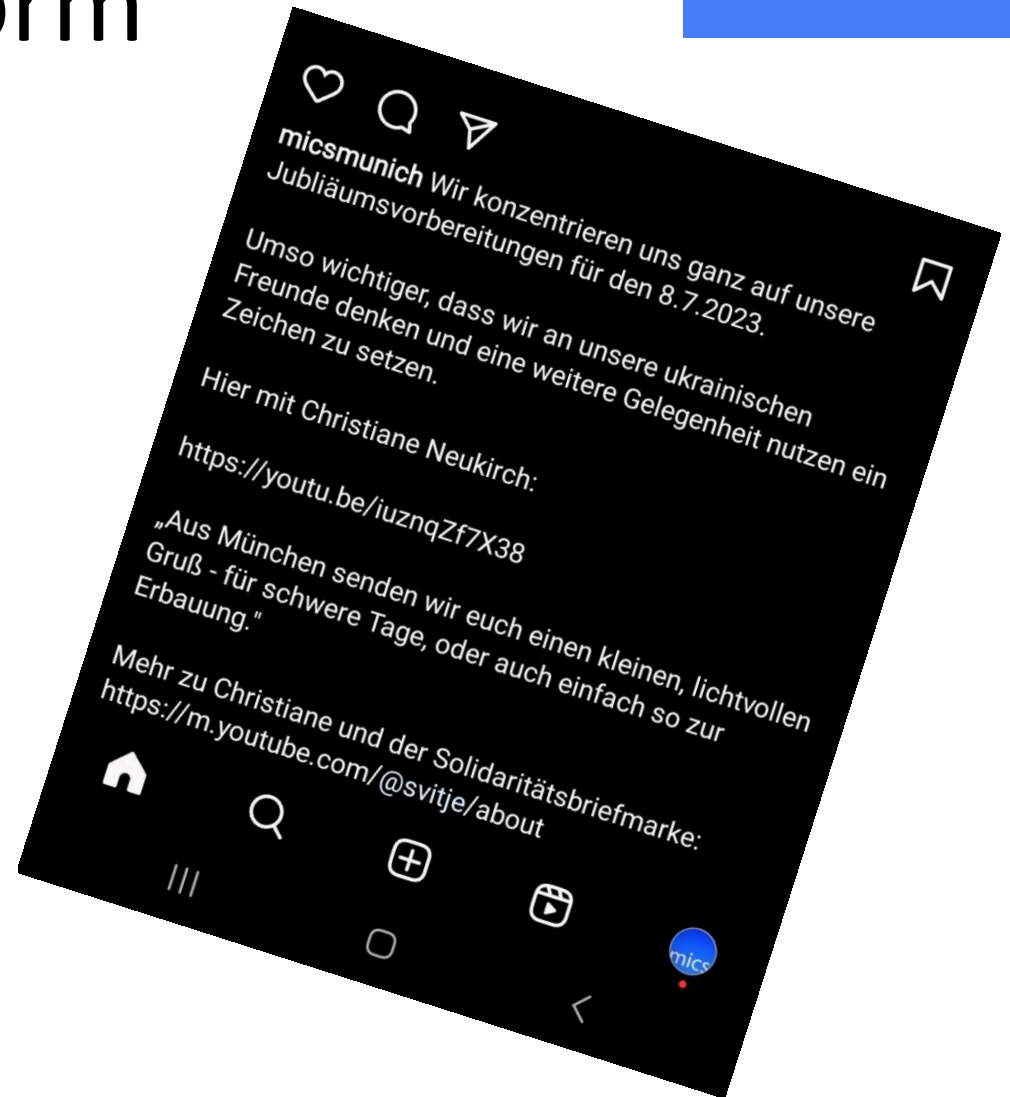 orm
micsmunich Wir konzentrieren uns ganz auf unsere
Jubliäumsvorbereitungen für den 8.7.2023.
Umso wichtiger, dass wir an unsere ukrainischen
Freunde denken und eine weitere Gelegenheit nutzen ein
Zeichen zu setzen.
Hier mit Christiane Neukirch:
https://youtu.be/iuznqZf7X38
„Aus München senden wir euch einen kleinen, lichtvollen
Gruß - für schwere Tage, oder auch einfach so zur
Erbauung."
Mehr zu Christiane und der Solidaritätsbriefmarke:
https://m.youtube.com/@svitje/about
mics